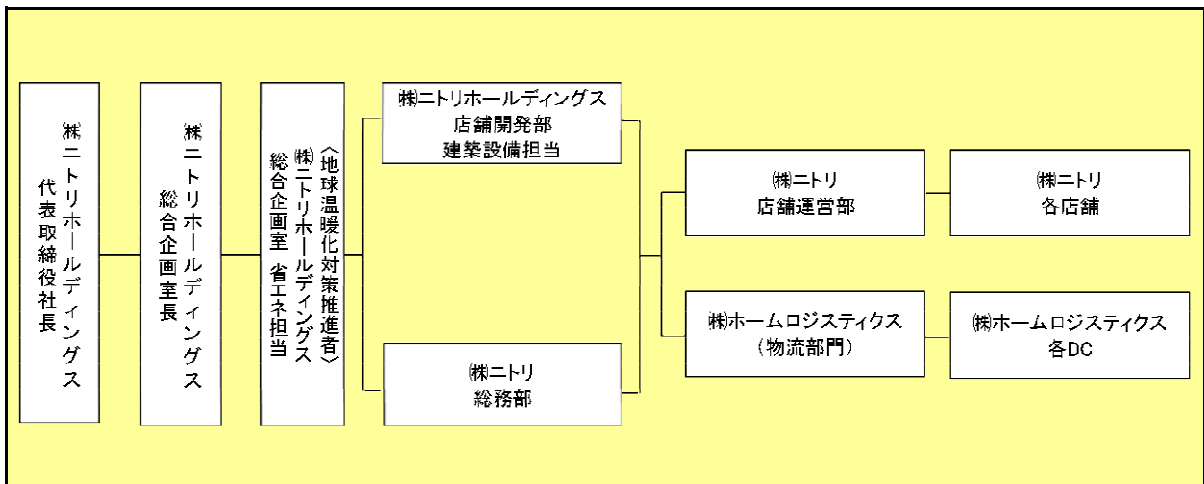 ㈱ニトリホールディングス
代表取締役社長
㈱ニトリホールディングス
総合企画室長
〈地球温暖化対策推進者〉
㈱ニトリホールディングス
総合企画室 省エネ担当
㈱ニトリホールディングス
店舗開発部
建築設備担当
㈱ニトリ
総務部
㈱ニトリ
店舗運営部
㈱ニトリ
各店舗
㈱ホームロジスティクス
(物流部門)
㈱ホームロジスティクス
各DC